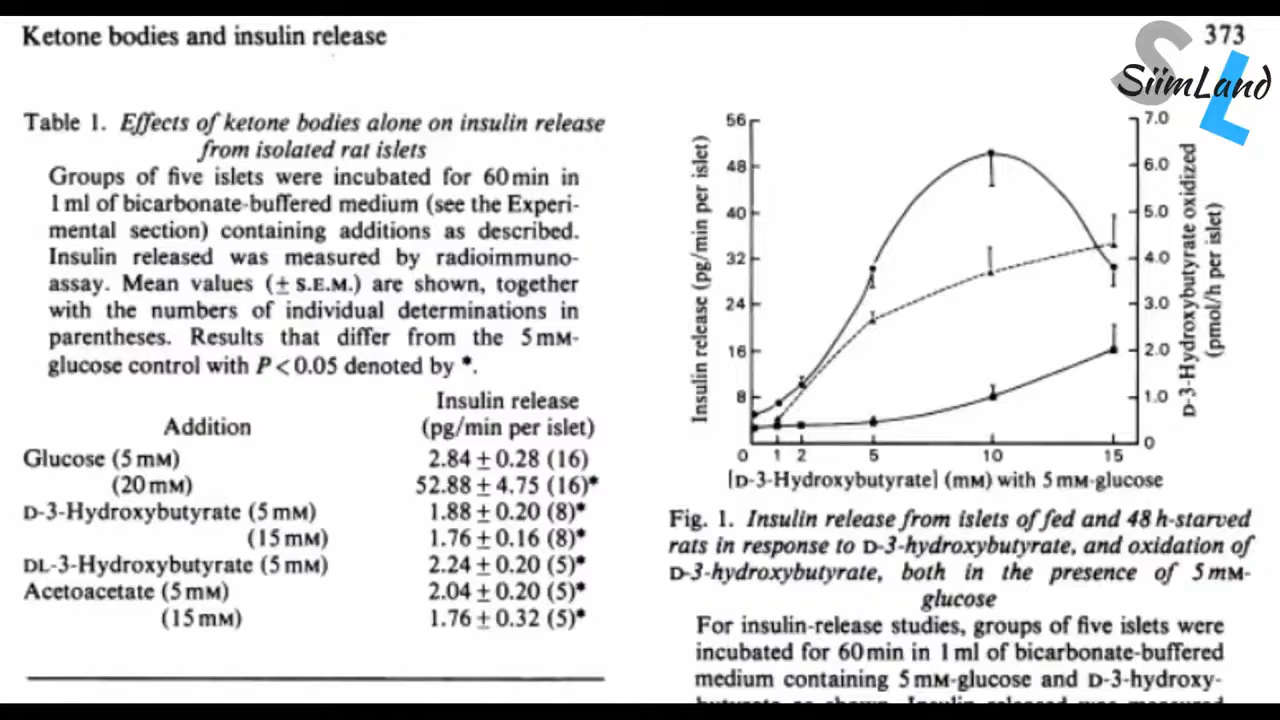 Ketone bodies and insulin release
373
SiimLand
Table 1. Effects of ketone bodies alone on insulin release
from isolated rat islets
Groups of five islets were incubated for 60 min in
1 ml of bicarbonate-buffered medium (see the Experi-
mental section) containing additions as described.
Insulin released was measured by radioimmuno-
assay. Mean values (± S.E.M.) are shown, together
with the numbers of individual determinations in
parentheses. Results that differ from the 5 mM-
glucose control with P < 0.05 denoted by *.
Insulin release
Addition (pg/min per islet)
Glucose (5 mM) 2.84 ± 0.28 (16)
(20 mM) 52.88 ± 4.75 (16)*
D-3-Hydroxybutyrate (5 mM) 1.88 ± 0.20 (8)*
(15 mM) 1.76 ± 0.16 (8)*
DL-3-Hydroxybutyrate (5 mM) 2.24 ± 0.20 (5)*
Acetoacetate (5 mM) 2.04 ± 0.20 (5)*
(15 mM) 1.76 ± 0.32 (5)*
Insulin release (pg/min per islet)
56
48
40
32
24
16
8
7.0
6.0
5.0
4.0
3.0
2.0
1.0
0
D-3-Hydroxybutyrate oxidized
(pmol/h per islet)
0 1 2 5 10 15
[D-3-Hydroxybutyrate] (mM) with 5 mM-glucose
Fig. 1. Insulin release from islets of fed and 48 h-starved
rats in response to D-3-hydroxybutyrate, and oxidation of
D-3-hydroxybutyrate, both in the presence of 5 mM-
glucose
For insulin-release studies, groups of five islets were
incubated for 60 min in 1 ml of bicarbonate-buffered
medium containing 5 mM-glucose and D-3-hydroxy-